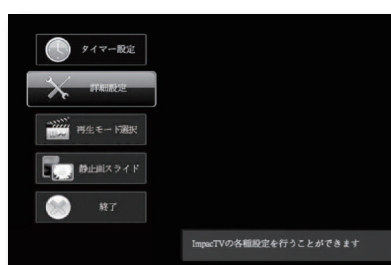 タイマー設定
詳細設定
再生モード選択
静止画スライド
終了
ImpacTVの各種設定を行うことができます